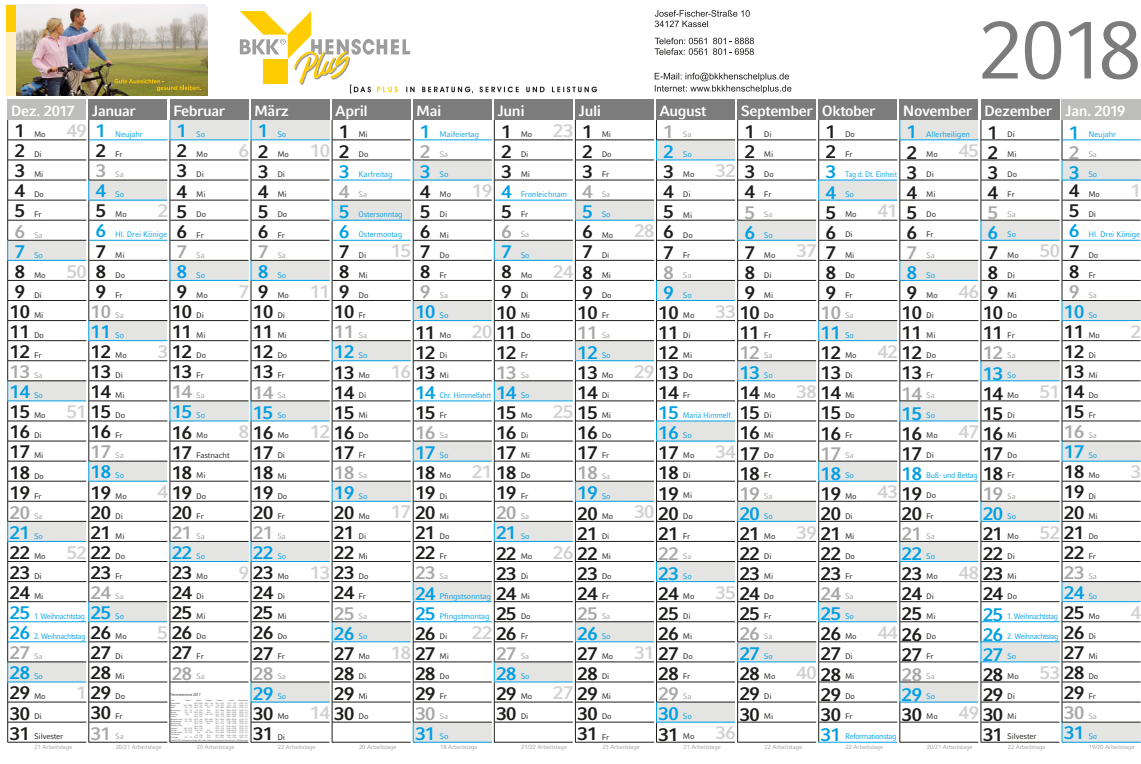 Gute Aussichten -
gesund bleiben.
BKK® HENSCHEL
Plus
[DAS PLUS IN BERATUNG, SERVICE UND LEISTUNG
Josef-Fischer-Straße 10
34127 Kassel
Telefon: 0561 801 - 8888
Telefax: 0561 801 - 6958
E-Mail: info@bkkhenschelplus.de
Internet: www.bkkhenschelplus.de
2018
Dez. 2017 Januar Februar März April Mai Juni Juli August September Oktober November Dezember Jan. 2019
1 Mo 49 1 Neujahr 1 So 1 So 1 Mi 1 Maifeiertag 1 Mo 23 1 Mi 1 Sa 1 Di 1 Do 1 Allerheiligen 1 Di 1 Neujahr
2 Di 2 Fr 2 Mo 6 2 Mo 10 2 Do 2 Sa 2 Di 2 Do 2 So 2 Mi 2 Fr 2 Mo 45 2 Mi 2 Sa
3 Mi 3 Sa 3 Di 3 Di 3 Karfreitag 3 So 3 Mi 3 Fr 3 Mo 32 3 Do 3 Tag d. Dt. Einheit 3 Di 3 Do 3 So
4 Do 4 So 4 Mi 4 Mi 4 Sa 4 Mo 19 4 Fronleichnam 4 Sa 4 Di 4 Fr 4 So 4 Mi 4 Fr 4 Mo 1
5 Fr 5 Mo 2 5 Do 5 Do 5 Ostersonntag 5 Di 5 Fr 5 So 5 Mi 5 Sa 5 Mo 41 5 Do 5 Sa 5 Di
6 Sa 6 Hl. Drei Könige 6 Fr 6 Fr 6 Ostermontag 6 Mi 6 Sa 6 Mo 28 6 Do 6 So 6 Di 6 Fr 6 So 6 Hl. Drei Könige
7 So 7 Mi 7 Sa 7 Sa 7 Di 15 7 Do 7 So 7 Di 7 Fr 7 Mo 37 7 Mi 7 Sa 7 Mo 50 7 Do
8 Mo 50 8 Do 8 So 8 So 8 Mi 8 Fr 8 Mo 24 8 Mi 8 Sa 8 Di 8 Do 8 So 8 Di 8 Fr
9 Di 9 Fr 9 Mo 7 9 Mo 11 9 Do 9 Sa 9 Di 9 Do 9 So 9 Mi 9 Fr 9 Mo 46 9 Mi 9 Sa
10 Mi 10 Sa 10 Di 10 Di 10 Fr 10 So 10 Mi 10 Fr 10 Mo 33 10 Do 10 Sa 10 Di 10 Do 10 So
11 Do 11 So 11 Mi 11 Mi 11 Sa 11 Mo 20 11 Do 11 Sa 11 Di 11 Fr 11 So 11 Mi 11 Fr 11 Mo 2
12 Fr 12 Mo 3 12 Do 12 Do 12 So 12 Di 12 Fr 12 So 12 Mi 12 Sa 12 Mo 42 12 Do 12 Sa 12 Di
13 Sa 13 Di 13 Fr 13 Fr 13 Mo 16 13 Mi 13 Sa 13 Mo 29 13 Do 13 So 13 Di 13 Fr 13 So 13 Mi
14 So 14 Mi 14 Sa 14 Sa 14 Di 14 Chr. Himmelfahrt 14 So 14 Di 14 Fr 14 Mo 38 14 Mi 14 Sa 14 Mo 51 14 Do
15 Mo 51 15 Do 15 So 15 So 15 Mi 15 Fr 15 Mo 25 15 Mi 15 Mariä Himmelf. 15 Di 15 Do 15 So 15 Di 15 Fr
16 Di 16 Fr 16 Mo 8 16 Mo 12 16 Do 16 Sa 16 Di 16 Do 16 So 16 Mi 16 Fr 16 Mo 47 16 Mi 16 Sa
17 Mi 17 Sa 17 Fastnacht 17 Di 17 Fr 17 So 17 Mi 17 Fr 17 Mo 34 17 Do 17 Sa 17 Di 17 Do 17 So
18 Do 18 So 18 Mi 18 Mi 18 Sa 18 Mo 21 18 Do 18 Sa 18 Di 18 Fr 18 So 18 Buß- und Bettag 18 Fr 18 Mo 3
19 Fr 19 Mo 4 19 Do 19 Do 19 So 19 Di 19 Fr 19 So 19 Mi 19 Sa 19 Mo 43 19 Do 19 Sa 19 Di
20 Sa 20 Di 20 Fr 20 Fr 20 Mo 17 20 Mi 20 Sa 20 Mo 30 20 Do 20 So 20 Di 20 Fr 20 So 20 Mi
21 So 21 Mi 21 Sa 21 Sa 21 Di 21 Do 21 So 21 Di 21 Fr 21 Mo 39 21 Mi 21 Sa 21 Mo 52 21 Do
22 Mo 52 22 Do 22 So 22 So 22 Mi 22 Fr 22 Mo 26 22 Mi 22 Sa 22 Di 22 Do 22 So 22 Di 22 Fr
23 Di 23 Fr 23 Mo 9 23 Mo 13 23 Do 23 Sa 23 Di 23 Do 23 So 23 Mi 23 Fr 23 Mo 48 23 Mi 23 Sa
24 Mi 24 Sa 24 Di 24 Di 24 Fr 24 Pfingstsonntag 24 Mi 24 Fr 24 Mo 35 24 Do 24 Sa 24 Di 24 Do 24 So
25 1. Weihnachtstag 25 So 25 Mi 25 Mi 25 Sa 25 Pfingstmontag 25 Do 25 Sa 25 Di 25 Fr 25 So 25 Mi 25 1. Weihnachtstag 25 Mo 4
26 2. Weihnachtstag 26 Mo 5 26 Do 26 Do 26 So 26 Di 22 26 Fr 26 So 26 Mi 26 Sa 26 Mo 44 26 Do 26 2. Weihnachtstag 26 Di
27 Sa 27 Di 27 Fr 27 Fr 27 Mo 18 27 Mi 27 Sa 27 Mo 31 27 Do 27 So 27 Di 27 Fr 27 So 27 Mi
28 So 28 Mi 28 Sa 28 Sa 28 Di 28 Do 28 So 28 Di 28 Fr 28 Mo 40 28 Mi 28 Sa 28 Mo 53 28 Do
29 Mo 1 29 Do 29 So 29 Mi 29 Fr 29 Mo 27 29 Mi 29 Sa 29 Di 29 Do 29 So 29 Di 29 Fr
30 Di 30 Fr 30 Mo 14 30 Do 30 Sa 30 Di 30 Do 30 So 30 Mi 30 Fr 30 Mo 49 30 Mi 30 Sa
31 Silvester 31 Sa 31 Di 31 So 31 Fr 31 Mo 36 31 Reformationstag 31 Silvester 31 So
21 Arbeitstage 20/21 Arbeitstage 20 Arbeitstage 22 Arbeitstage 20 Arbeitstage 18 Arbeitstage 21/22 Arbeitstage 23 Arbeitstage 21 Arbeitstage 22 Arbeitstage 22 Arbeitstage 20/21 Arbeitstage 22 Arbeitstage 19/20 Arbeitstage